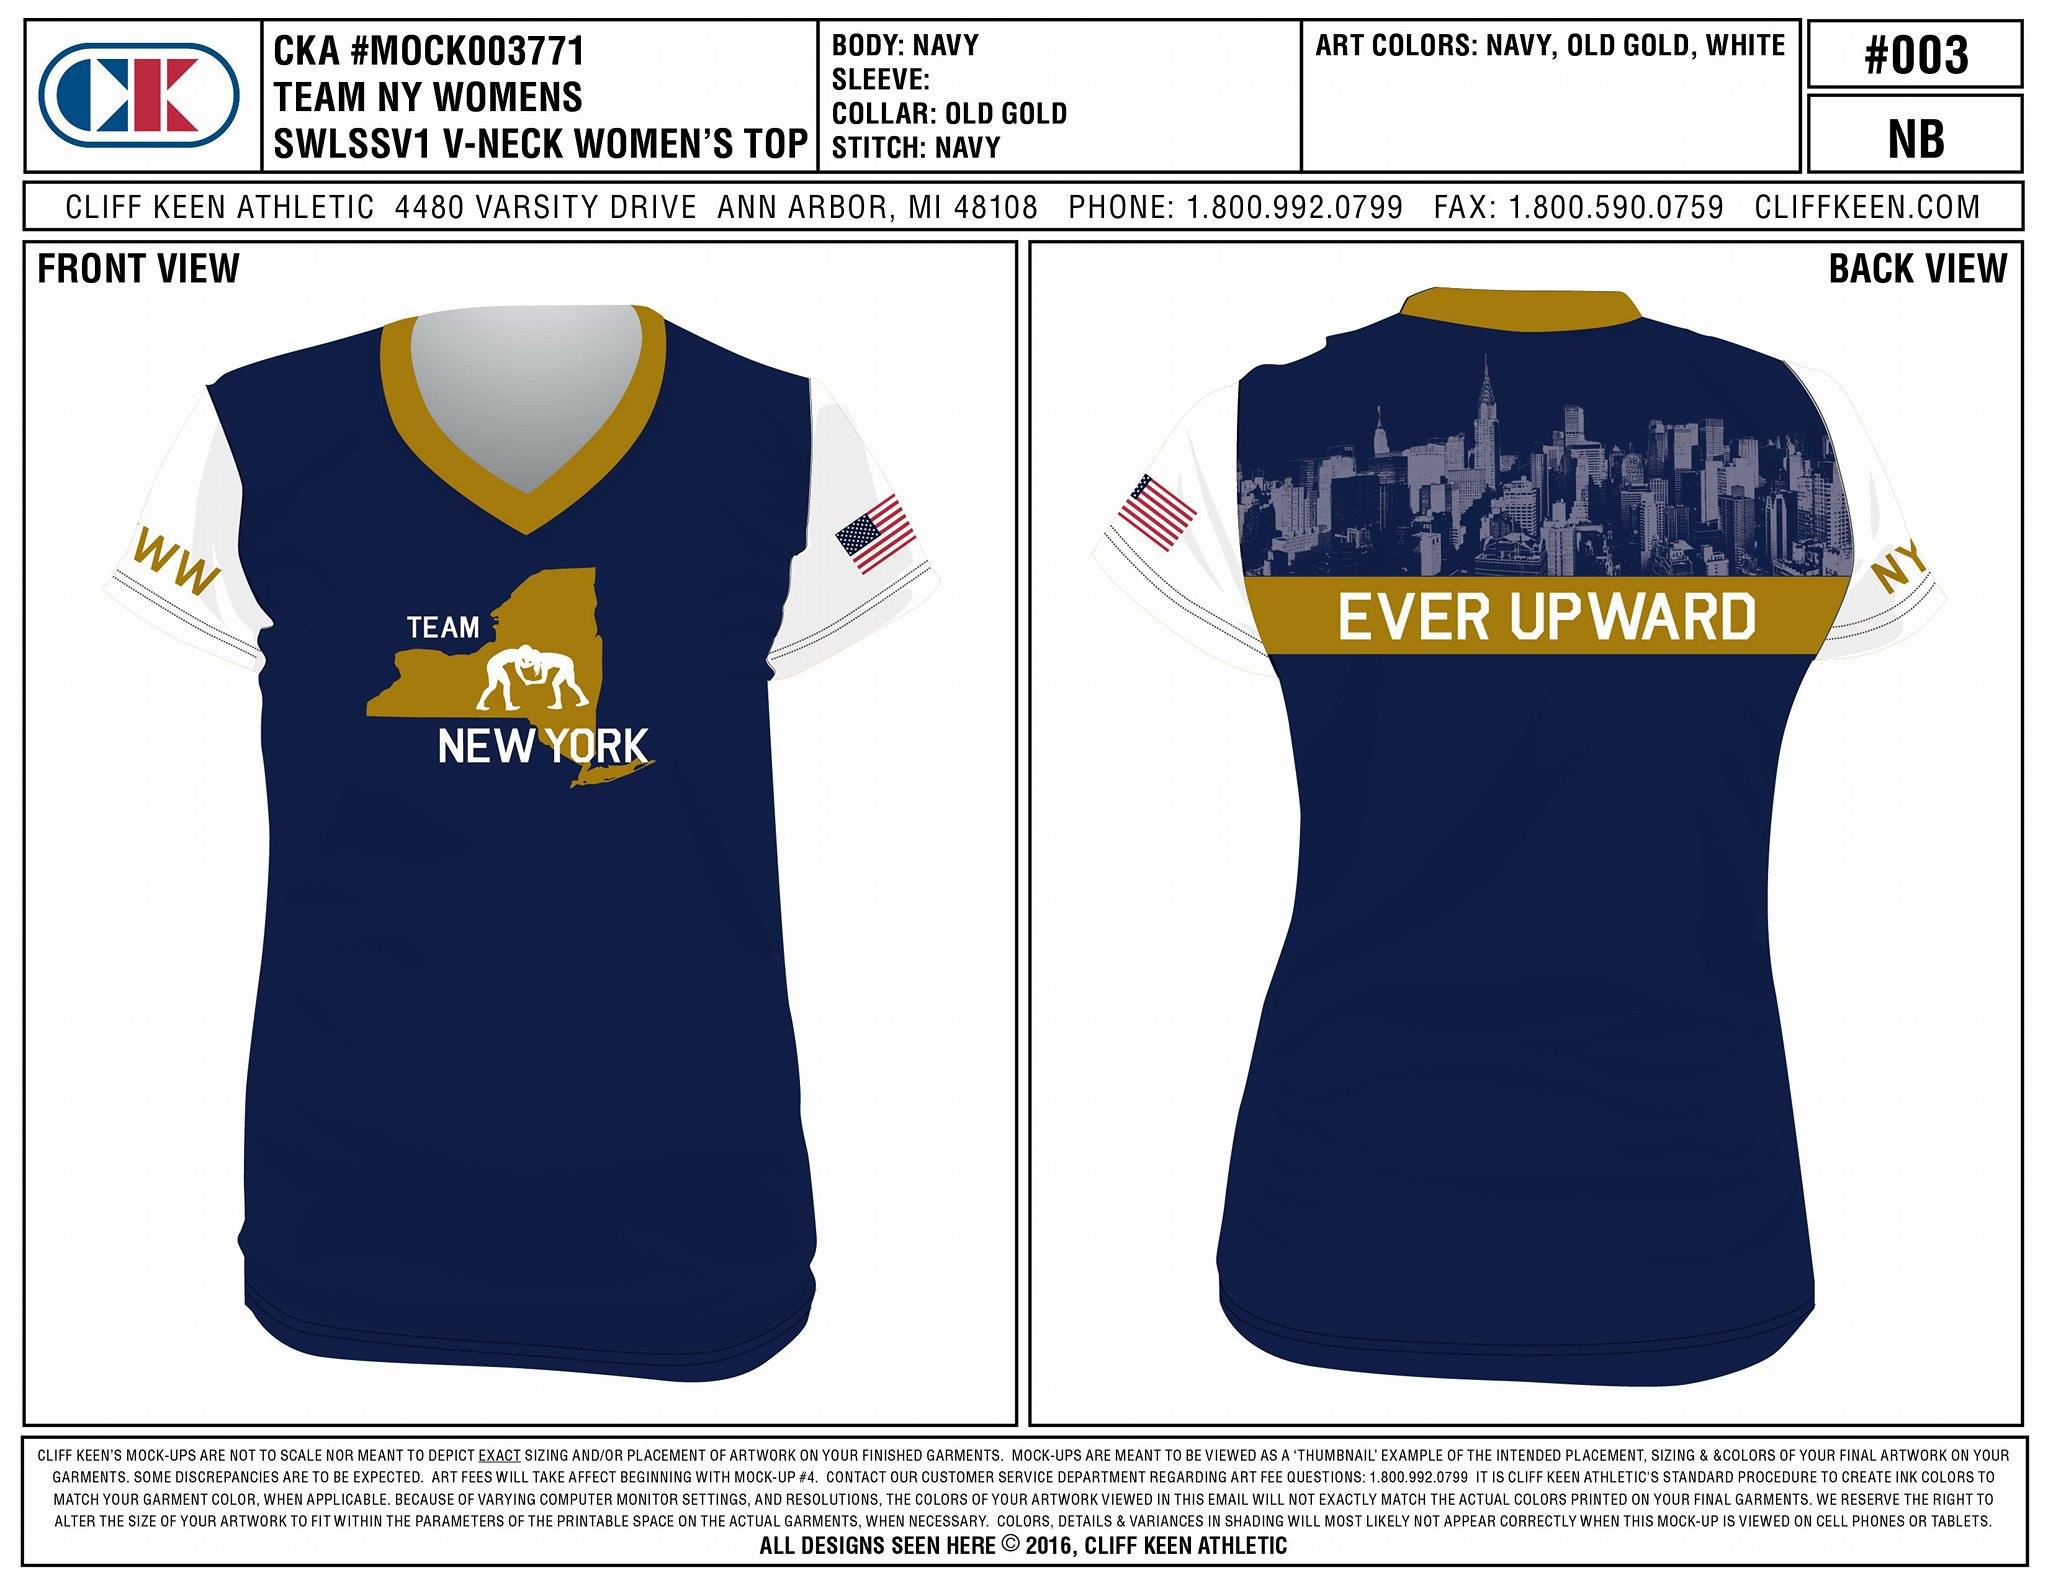 CKA #MOCK003771
TEAM NY WOMENS
SWLSSV1 V-NECK WOMEN'S TOP
BODY: NAVY
SLEEVE:
COLLAR: OLD GOLD
STITCH: NAVY
ART COLORS: NAVY, OLD GOLD, WHITE
#003
NB
CLIFF KEEN ATHLETIC 4480 VARSITY DRIVE ANN ARBOR, MI 48108 PHONE: 1.800.992.0799 FAX: 1.800.590.0759 CLIFFKEEN.COM
FRONT VIEW
WW
TEAM
NEW YORK
BACK VIEW
EVER UPWARD
NY
CLIFF KEEN'S MOCK-UPS ARE NOT TO SCALE NOR MEANT TO DEPICT EXACT SIZING AND/OR PLACEMENT OF ARTWORK ON YOUR FINISHED GARMENTS. MOCK-UPS ARE MEANT TO BE VIEWED AS A 'THUMBNAIL' EXAMPLE OF THE INTENDED PLACEMENT, SIZING & &COLORS OF YOUR FINAL ARTWORK ON YOUR
GARMENTS. SOME DISCREPANCIES ARE TO BE EXPECTED. ART FEES WILL TAKE AFFECT BEGINNING WITH MOCK-UP #4. CONTACT OUR CUSTOMER SERVICE DEPARTMENT REGARDING ART FEE QUESTIONS: 1.800.992.0799 IT IS CLIFF KEEN ATHLETIC'S STANDARD PROCEDURE TO CREATE INK COLORS TO
MATCH YOUR GARMENT COLOR, WHEN APPLICABLE. BECAUSE OF VARYING COMPUTER MONITOR SETTINGS, AND RESOLUTIONS, THE COLORS OF YOUR ARTWORK VIEWED IN THIS EMAIL WILL NOT EXACTLY MATCH THE ACTUAL COLORS PRINTED ON YOUR FINAL GARMENTS. WE RESERVE THE RIGHT TO
ALTER THE SIZE OF YOUR ARTWORK TO FIT WITHIN THE PARAMETERS OF THE PRINTABLE SPACE ON THE ACTUAL GARMENTS, WHEN NECESSARY. COLORS, DETAILS & VARIANCES IN SHADING WILL MOST LIKELY NOT APPEAR CORRECTLY WHEN THIS MOCK-UP IS VIEWED ON CELL PHONES OR TABLETS.
ALL DESIGNS SEEN HERE © 2016, CLIFF KEEN ATHLETIC